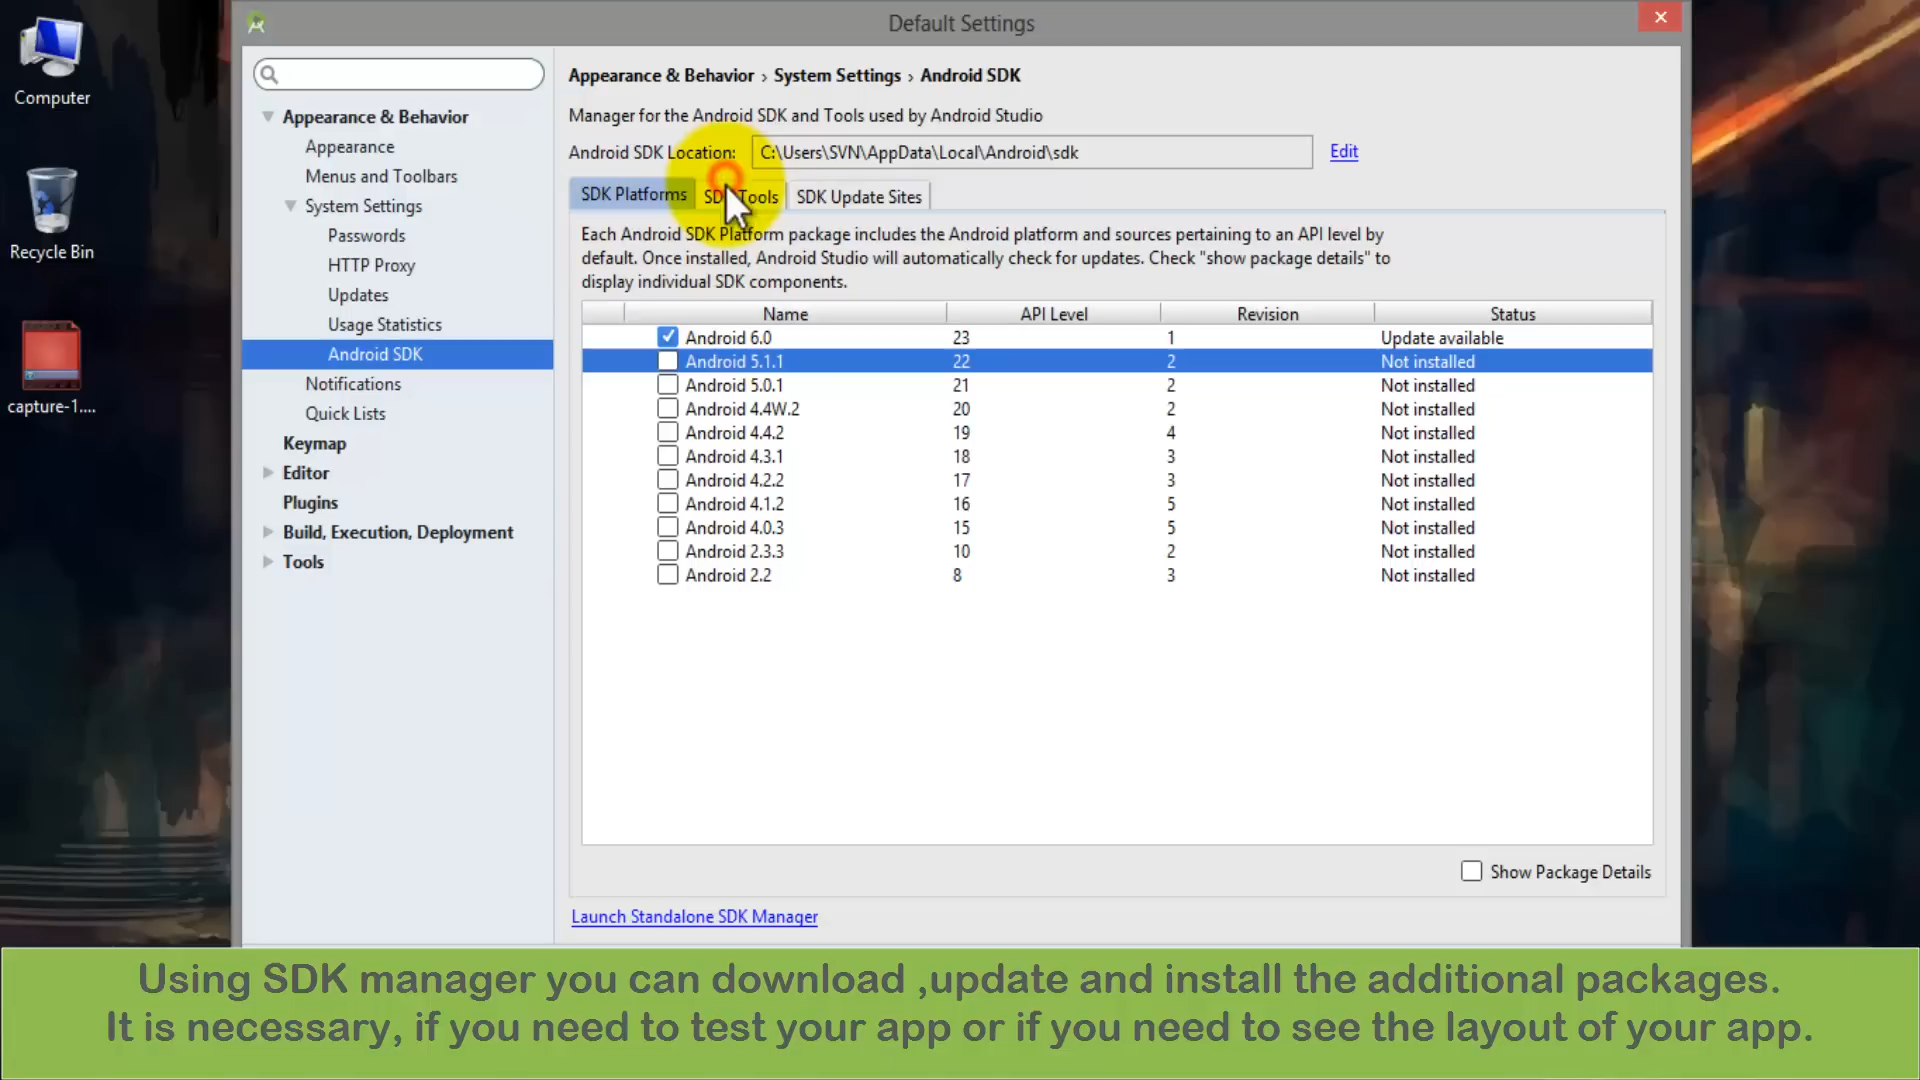 Default Settings
Computer
Recycle Bin
capture-1....
Appearance & Behavior
Appearance
Menus and Toolbars
System Settings
Passwords
HTTP Proxy
Updates
Usage Statistics
Android SDK
Notifications
Quick Lists
Keymap
Editor
Plugins
Build, Execution, Deployment
Tools
Appearance & Behavior › System Settings › Android SDK
Manager for the Android SDK and Tools used by Android Studio
Android SDK Location: C:\Users\SVN\AppData\Local\Android\sdk Edit
SDK Platforms SDK Tools SDK Update Sites
Each Android SDK Platform package includes the Android platform and sources pertaining to an API level by
default. Once installed, Android Studio will automatically check for updates. Check "show package details" to
display individual SDK components.
Name API Level Revision Status
Android 6.0 23 1 Update available
Android 5.1.1 22 2 Not installed
Android 5.0.1 21 2 Not installed
Android 4.4W.2 20 2 Not installed
Android 4.4.2 19 4 Not installed
Android 4.3.1 18 3 Not installed
Android 4.2.2 17 3 Not installed
Android 4.1.2 16 5 Not installed
Android 4.0.3 15 5 Not installed
Android 2.3.3 10 2 Not installed
Android 2.2 8 3 Not installed
Show Package Details
Launch Standalone SDK Manager
Using SDK manager you can download ,update and install the additional packages.
It is necessary, if you need to test your app or if you need to see the layout of your app.